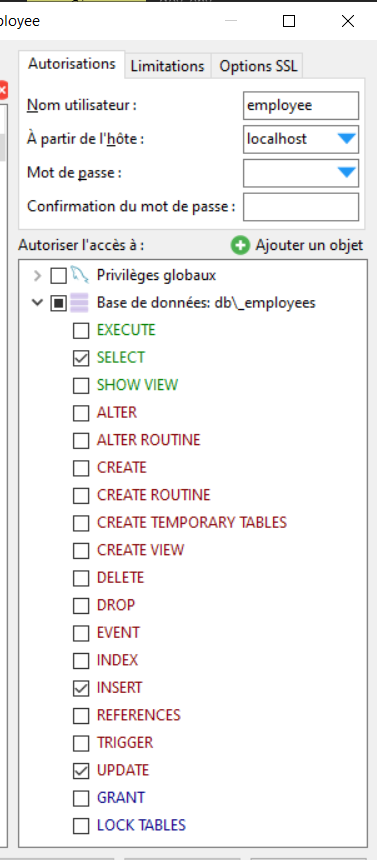 ployee
Autorisations Limitations Options SSL
Nom utilisateur : employee
À partir de l'hôte : localhost
Mot de passe :
Confirmation du mot de passe :
Autoriser l'accès à : Ajouter un objet
Privilèges globaux
Base de données: db\_employees
EXECUTE
SELECT
SHOW VIEW
ALTER
ALTER ROUTINE
CREATE
CREATE ROUTINE
CREATE TEMPORARY TABLES
CREATE VIEW
DELETE
DROP
EVENT
INDEX
INSERT
REFERENCES
TRIGGER
UPDATE
GRANT
LOCK TABLES